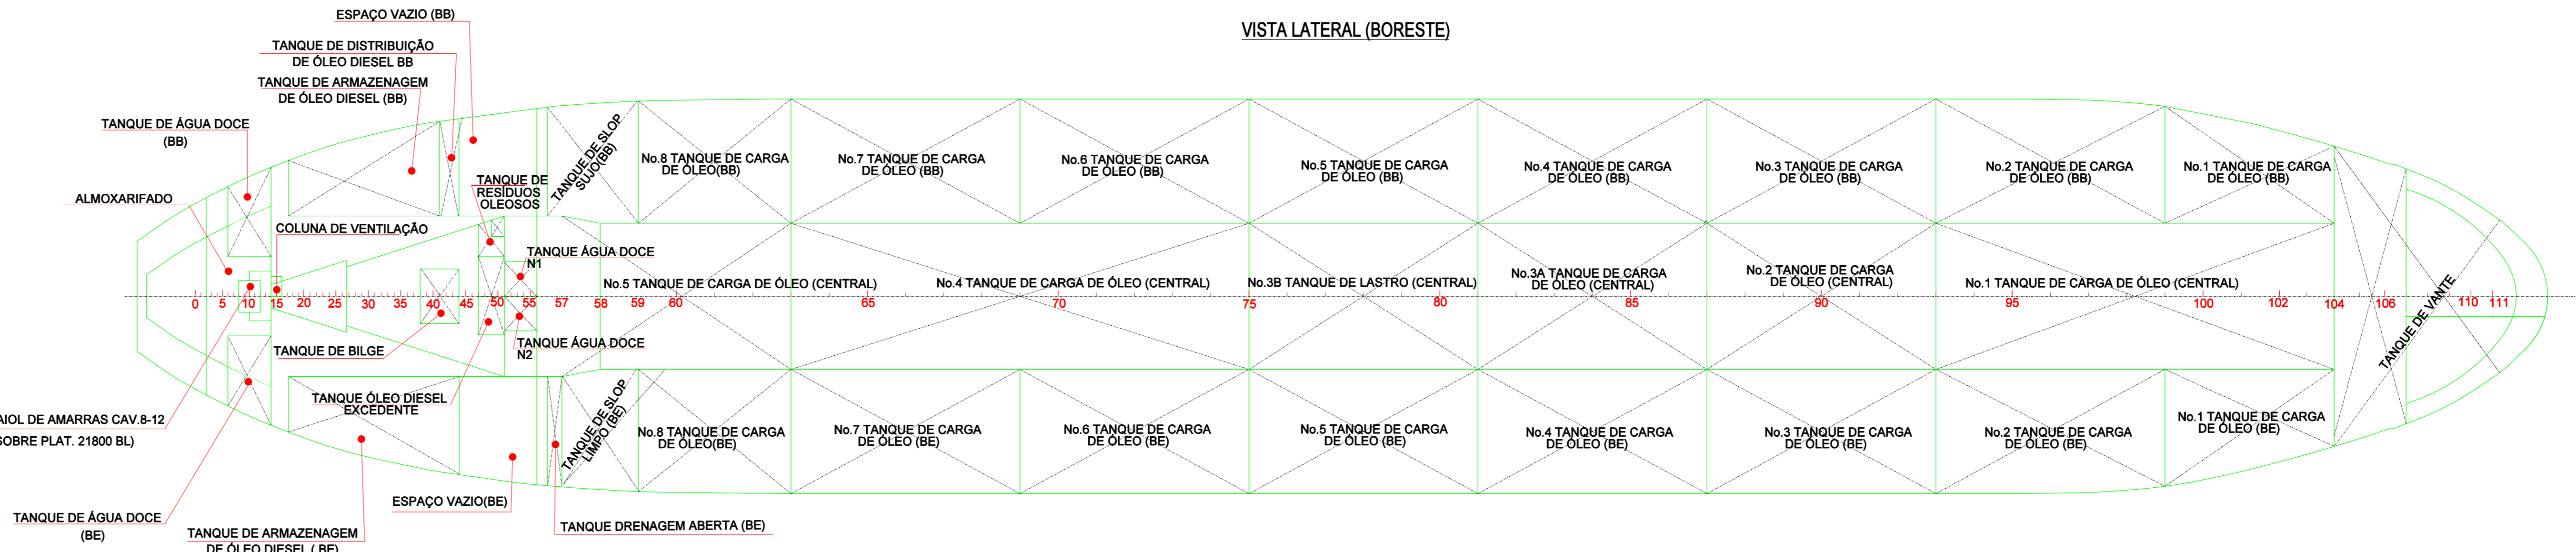 VISTA LATERAL (BORESTE)
ESPAÇO VAZIO (BB)
TANQUE DE DISTRIBUIÇÃO
DE ÓLEO DIESEL BB
TANQUE DE ARMAZENAGEM
DE ÓLEO DIESEL (BB)
TANQUE DE ÁGUA DOCE
(BB)
ALMOXARIFADO
COLUNA DE VENTILAÇÃO
TANQUE DE
RESÍDUOS
OLEOSOS
TANQUE DE SLOP
SUJO(BB)
No.8 TANQUE DE CARGA
DE ÓLEO(BB)
No.7 TANQUE DE CARGA
DE ÓLEO (BB)
No.6 TANQUE DE CARGA
DE ÓLEO (BB)
No.5 TANQUE DE CARGA
DE ÓLEO (BB)
No.4 TANQUE DE CARGA
DE ÓLEO (BB)
No.3 TANQUE DE CARGA
DE ÓLEO (BB)
No.2 TANQUE DE CARGA
DE ÓLEO (BB)
No.1 TANQUE DE CARGA
DE ÓLEO (BB)
TANQUE ÁGUA DOCE
N1
No.5 TANQUE DE CARGA DE ÓLEO (CENTRAL)
No.4 TANQUE DE CARGA DE ÓLEO (CENTRAL)
No.3B TANQUE DE LASTRO (CENTRAL)
No.3A TANQUE DE CARGA
DE ÓLEO (CENTRAL)
No.2 TANQUE DE CARGA
DE ÓLEO (CENTRAL)
No.1 TANQUE DE CARGA DE ÓLEO (CENTRAL)
TANQUE DE VANTE
0 5 10 15 20 25 30 35 40 45 50 55 57 58 59 60 65 70 75 80 85 90 95 100 102 104 106 110 111
TANQUE DE BILGE
TANQUE ÁGUA DOCE
N2
TANQUE ÓLEO DIESEL
EXCEDENTE
TANQUE DE SLOP
LIMPO (BE)
No.8 TANQUE DE CARGA
DE ÓLEO(BE)
No.7 TANQUE DE CARGA
DE ÓLEO (BE)
No.6 TANQUE DE CARGA
DE ÓLEO (BE)
No.5 TANQUE DE CARGA
DE ÓLEO (BE)
No.4 TANQUE DE CARGA
DE ÓLEO (BE)
No.3 TANQUE DE CARGA
DE ÓLEO (BE)
No.2 TANQUE DE CARGA
DE ÓLEO (BE)
No.1 TANQUE DE CARGA
DE ÓLEO (BE)
AIOL DE AMARRAS CAV.8-12
SOBRE PLAT. 21800 BL)
ESPAÇO VAZIO(BE)
TANQUE DE ÁGUA DOCE
(BE)
TANQUE DE ARMAZENAGEM
DE ÓLEO DIESEL ( BE)
TANQUE DRENAGEM ABERTA (BE)